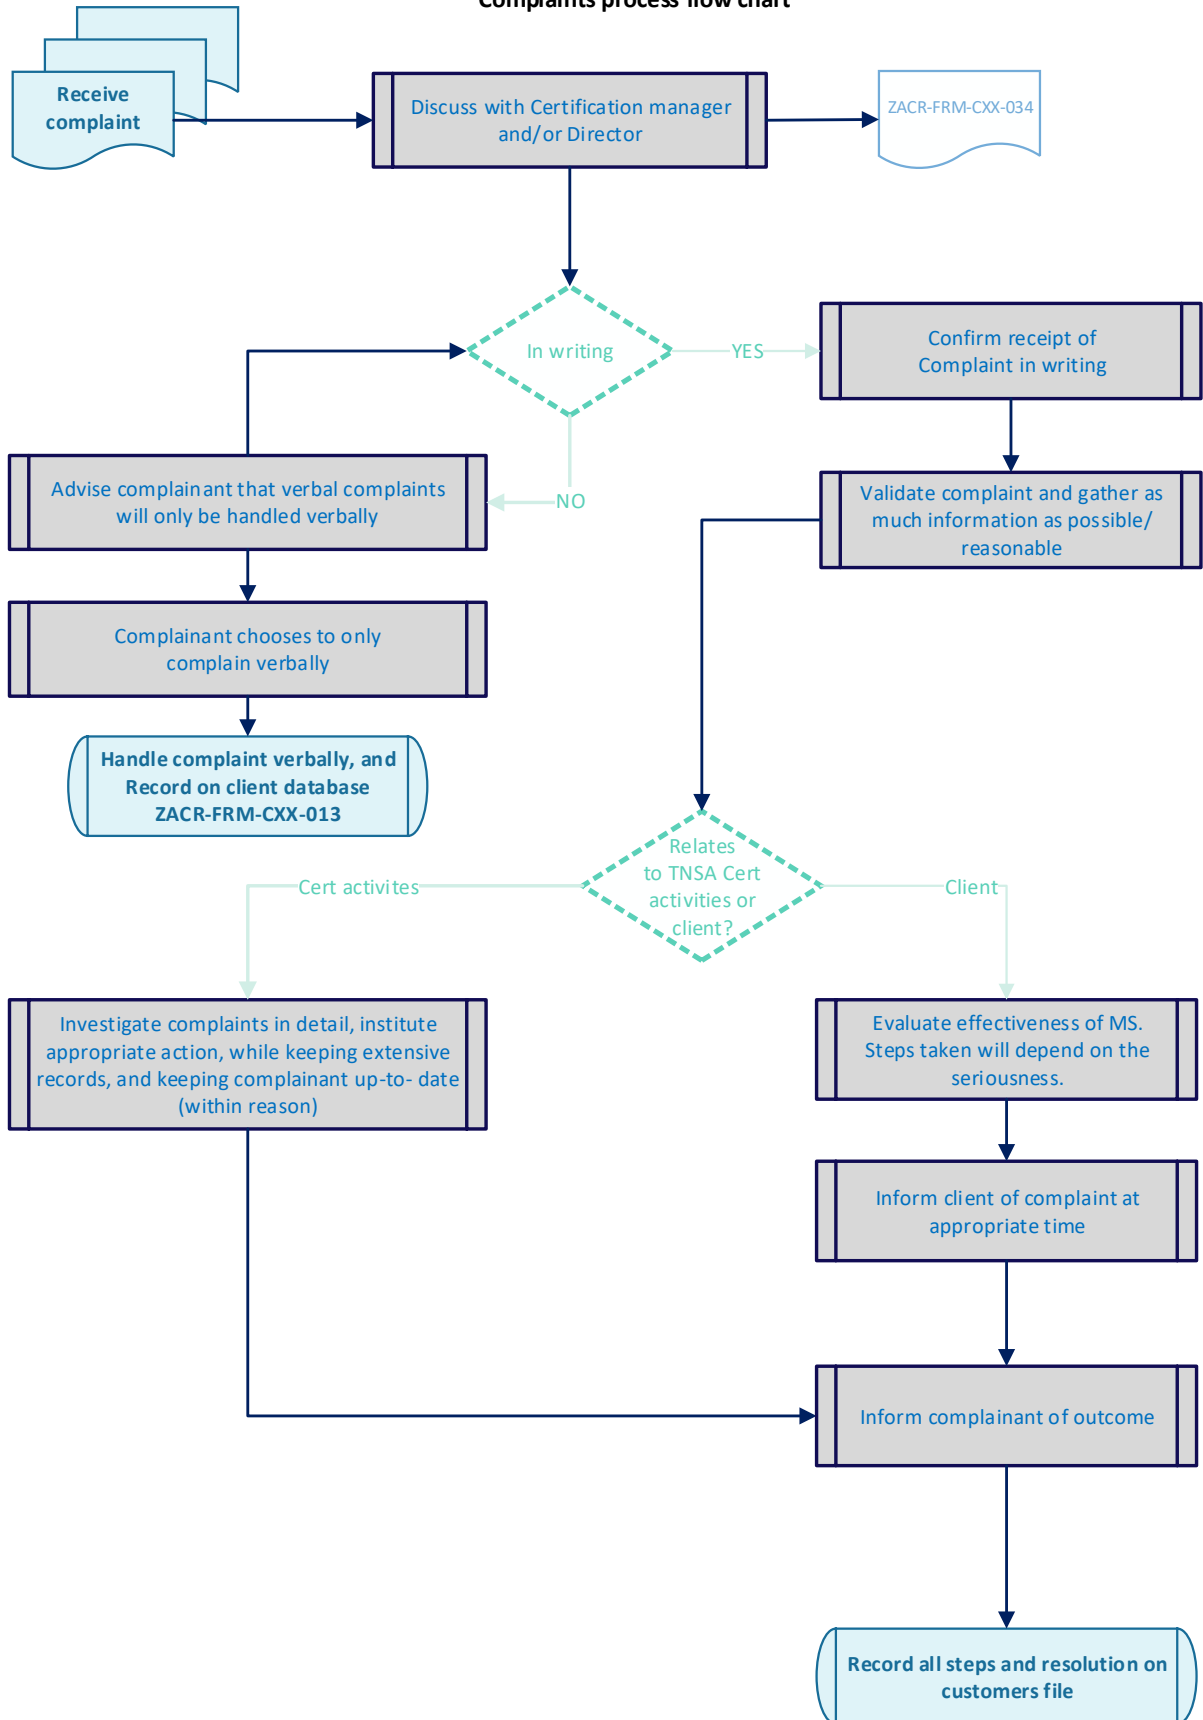 Complaints process flow chart
Receive
complaint
Discuss with Certification manager
and/or Director
ZACR-FRM-CXX-034
In writing
YES
Confirm receipt of
Complaint in writing
NO
Advise complainant that verbal complaints
will only be handled verbally
Validate complaint and gather as
much information as possible/
reasonable
Complainant chooses to only
complain verbally
Handle complaint verbally, and
Record on client database
ZACR-FRM-CXX-013
Relates
to TNSA Cert
activities or
client?
Cert activites
Client
Investigate complaints in detail, institute
appropriate action, while keeping extensive
records, and keeping complainant up-to- date
(within reason)
Evaluate effectiveness of MS.
Steps taken will depend on the
seriousness.
Inform client of complaint at
appropriate time
Inform complainant of outcome
Record all steps and resolution on
customers file